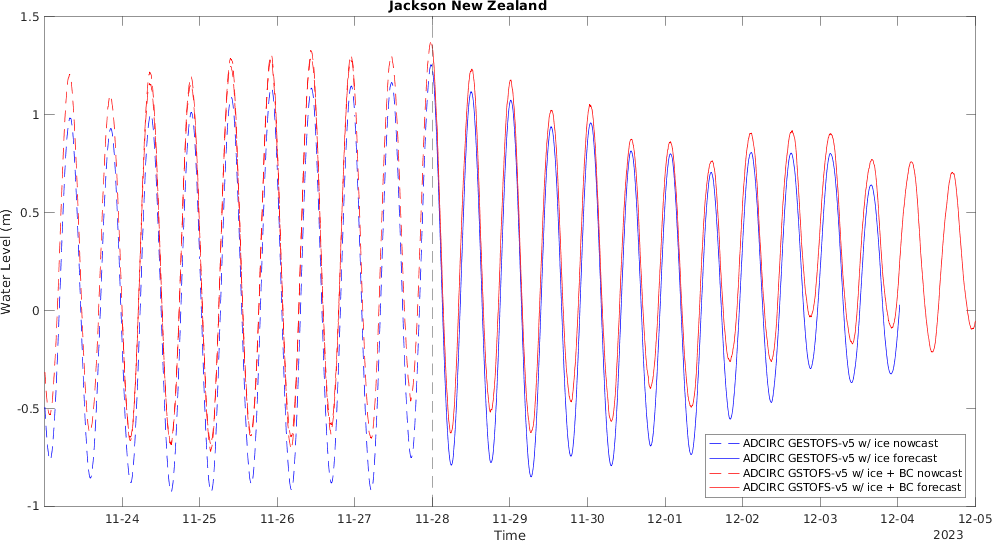 Jackson New Zealand
1.5
1
0.5
0
-0.5
-1
Water Level (m)
11-24 11-25 11-26 11-27 11-28 11-29 11-30 12-01 12-02 12-03 12-04 12-05
Time
2023
ADCIRC GESTOFS-v5 w/ ice nowcast
ADCIRC GESTOFS-v5 w/ ice forecast
ADCIRC GSTOFS-v5 w/ ice + BC nowcast
ADCIRC GSTOFS-v5 w/ ice + BC forecast